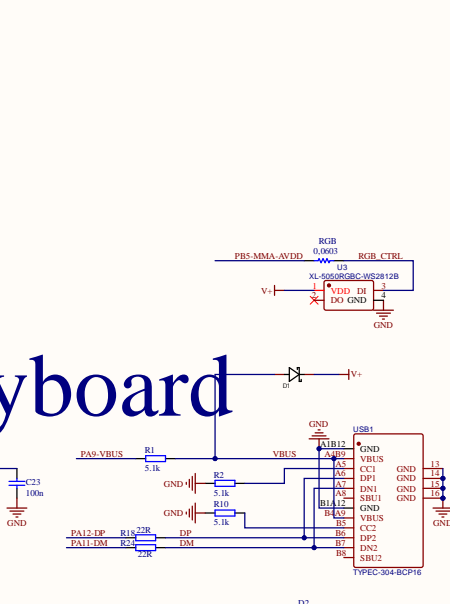 RGB
0.0603
PB5-MMA-AVDD
RGB_CTRL
U3
XL-5050RGBC-WS2812B
V+
1
VDD DI
3
2
DO GND
4
GND
yboard
D1
V+
GND
USB1
A1B12
GND
PA9-VBUS
R1
5.1k
VBUS
A4B9
VBUS
A5
CC1
GND
13
R2
GND
5.1k
A6
DP1
GND
14
A7
DN1
GND
15
A8
SBU1
GND
16
C23
100n
GND
B1A12
GND
R10
GND
5.1k
B4A9
VBUS
B5
CC2
GND
PA12-DP
R18
22R
DP
B6
DP2
PA11-DM
R24
22R
DM
B7
DN2
B8
SBU2
TYPEC-304-BCP16
D2